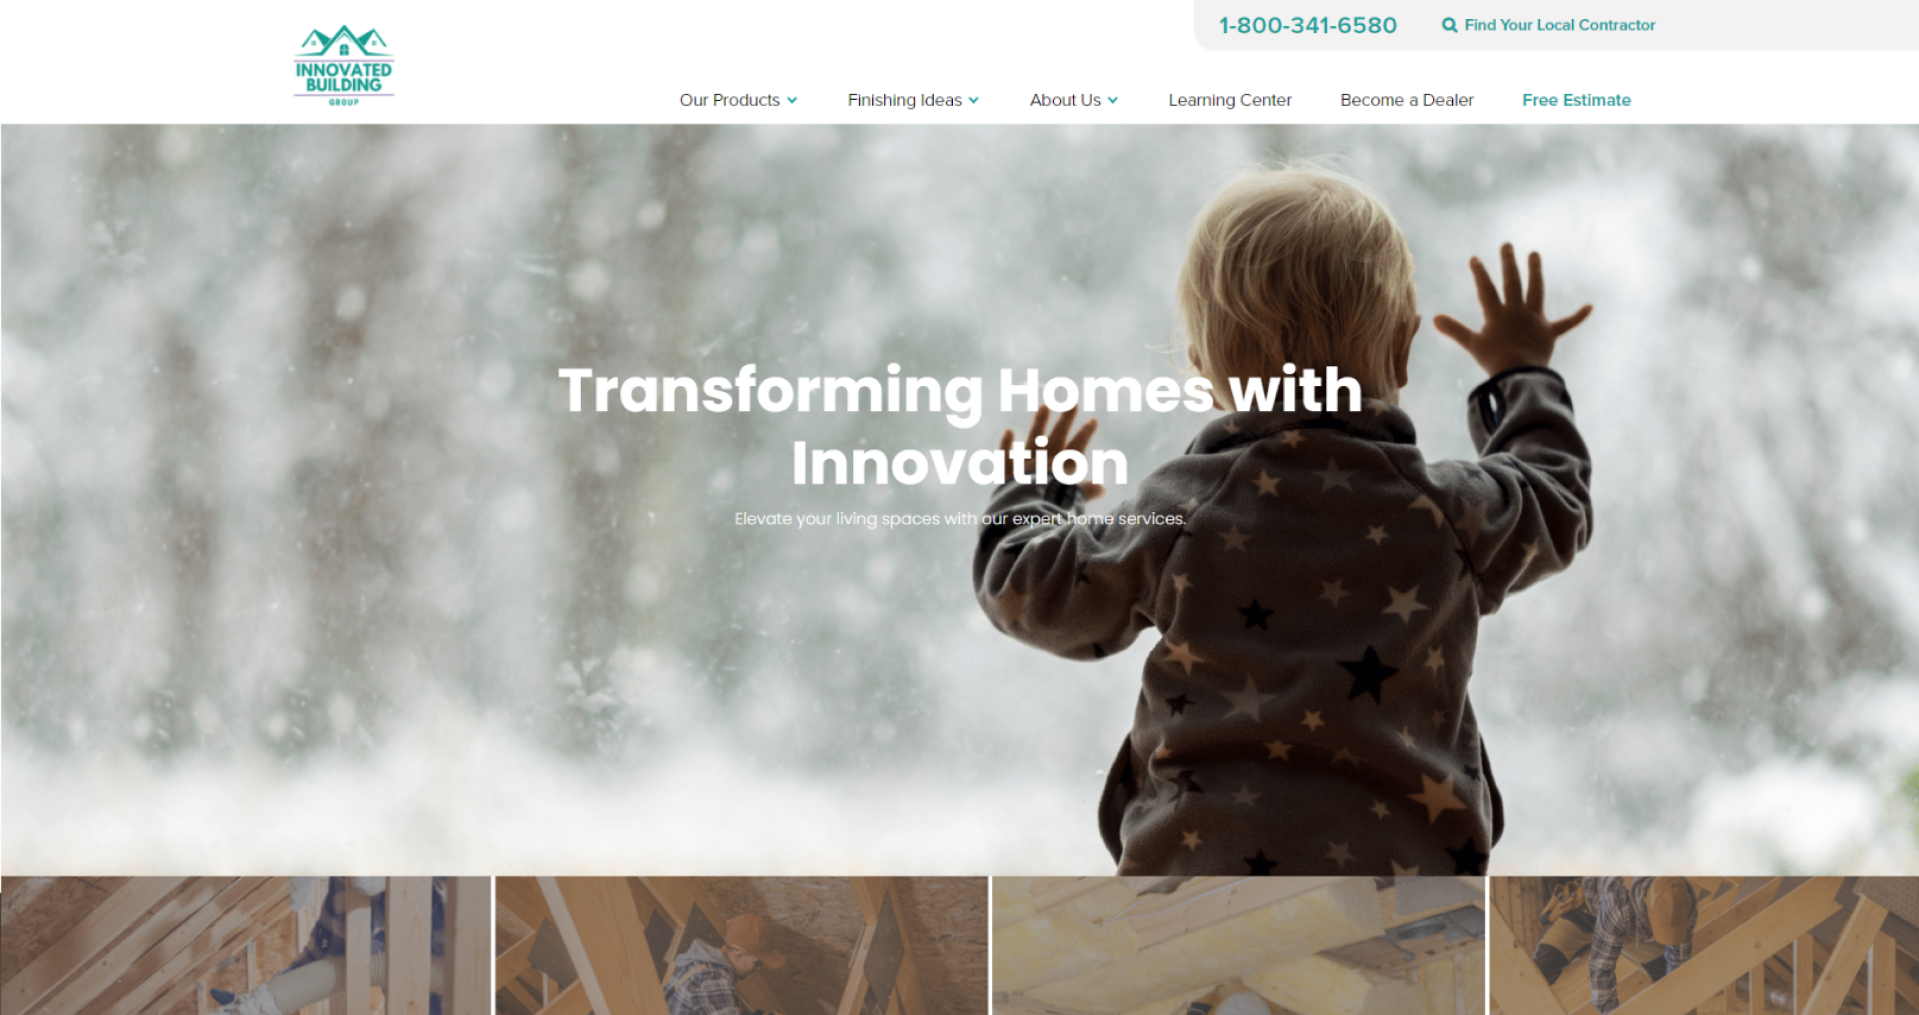 INNOVATED
BUILDING
GROUP
1-800-341-6580
Find Your Local Contractor
Our Products
Finishing Ideas
About Us
Learning Center
Become a Dealer
Free Estimate
Transforming Homes with
Innovation
Elevate your living spaces with our expert home services.